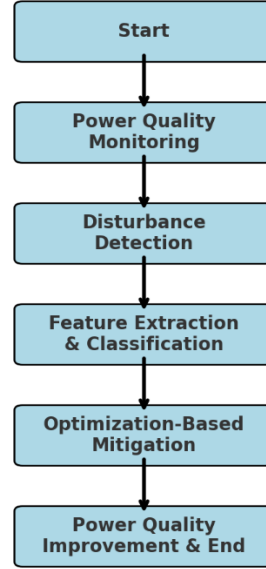 Start
Power Quality
Monitoring
Disturbance
Detection
Feature Extraction
& Classification
Optimization-Based
Mitigation
Power Quality
Improvement & End